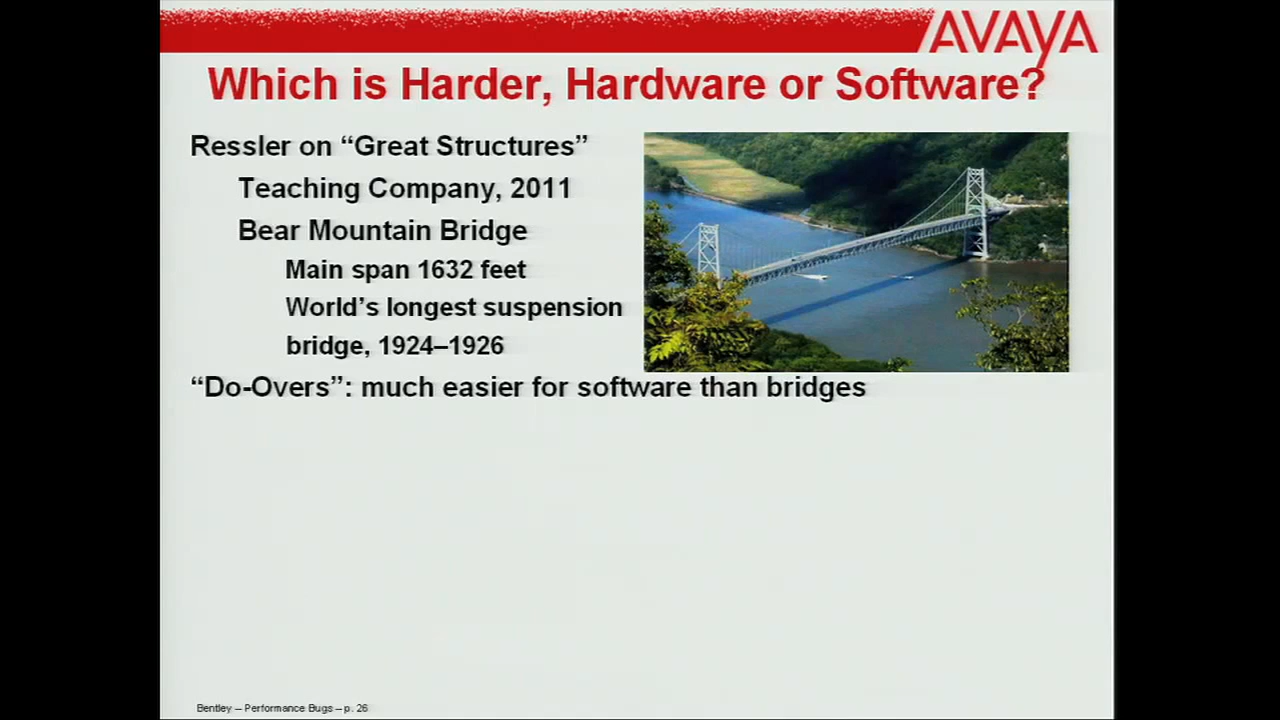 AVAYA
Which is Harder, Hardware or Software?
Ressler on “Great Structures”
Teaching Company, 2011
Bear Mountain Bridge
Main span 1632 feet
World’s longest suspension
bridge, 1924–1926
“Do-Overs”: much easier for software than bridges
Bentley – Performance Bugs – p. 26